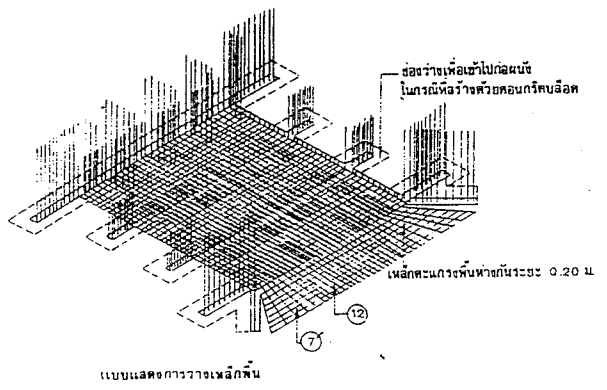 ช่องว่างเพื่อเข้าไปก่อผนัง
ในกรณีที่สร้างด้วยคอนกรีตบล็อค
เหล็กตะแกรงพื้นห่างกันระยะ 0.20 ม
12
7
แบบแสดงการวางเหล็กพื้น